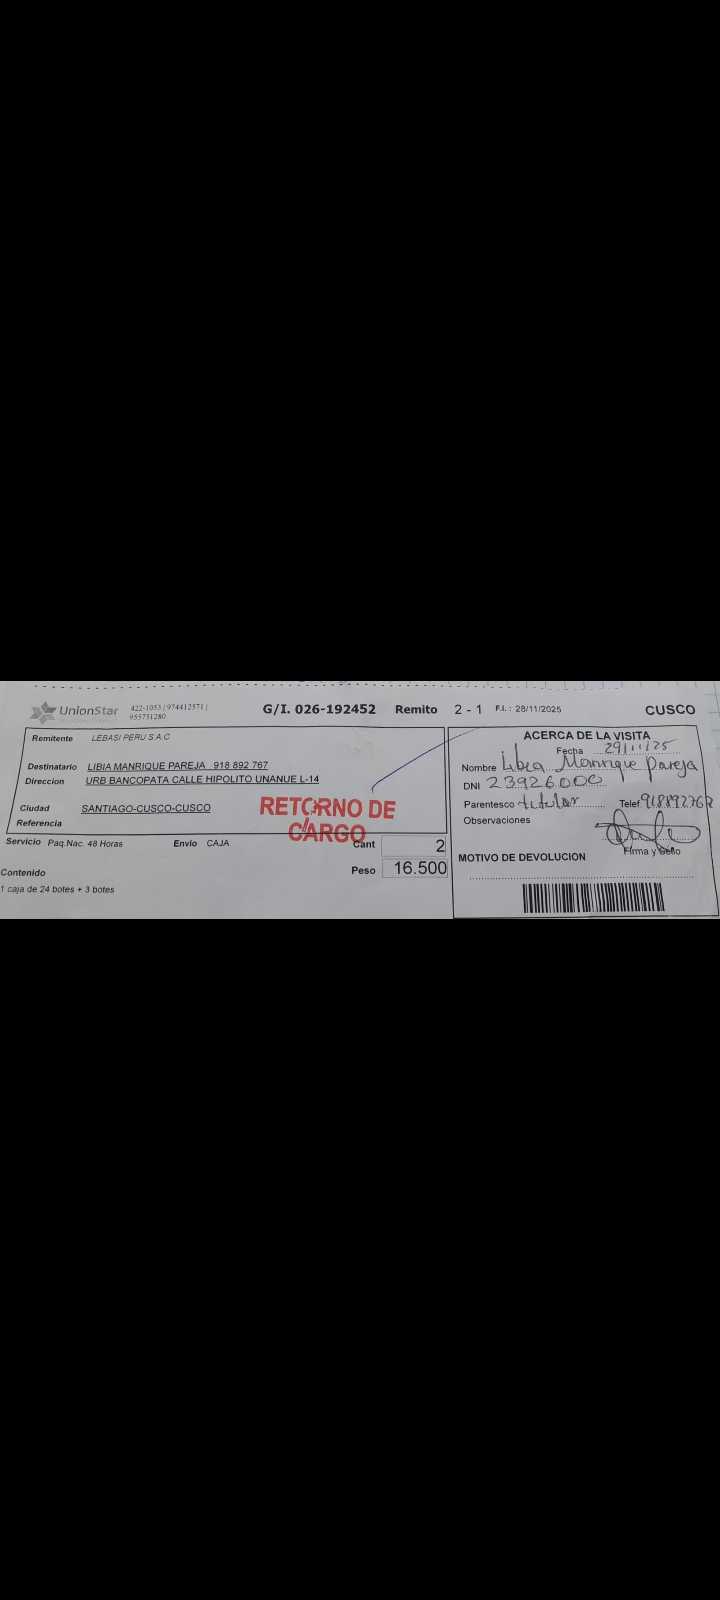 UnionStar 422-1053 | 974412571 | 955751280 G/I. 026-192452 Remito 2 - 1 F.I. : 28/11/2025 CUSCO
Remitente LEBASI PERU S.A.C
Destinatario LIBIA MANRIQUE PAREJA 918 892 767
Direccion URB BANCOPATA CALLE HIPOLITO UNANUE L-14
Ciudad SANTIAGO-CUSCO-CUSCO
Referencia
RETORNO DE
CARGO
Servicio Paq.Nac. 48 Horas Envio CAJA Cant 2
Peso 16.500
Contenido
1 caja de 24 botes + 3 botes
ACERCA DE LA VISITA
Fecha 29/11/25
Nombre Libia Manrique Pareja
DNI 23926000
Parentesco titular Telef 918892767
Observaciones
Firma y Sello
MOTIVO DE DEVOLUCION